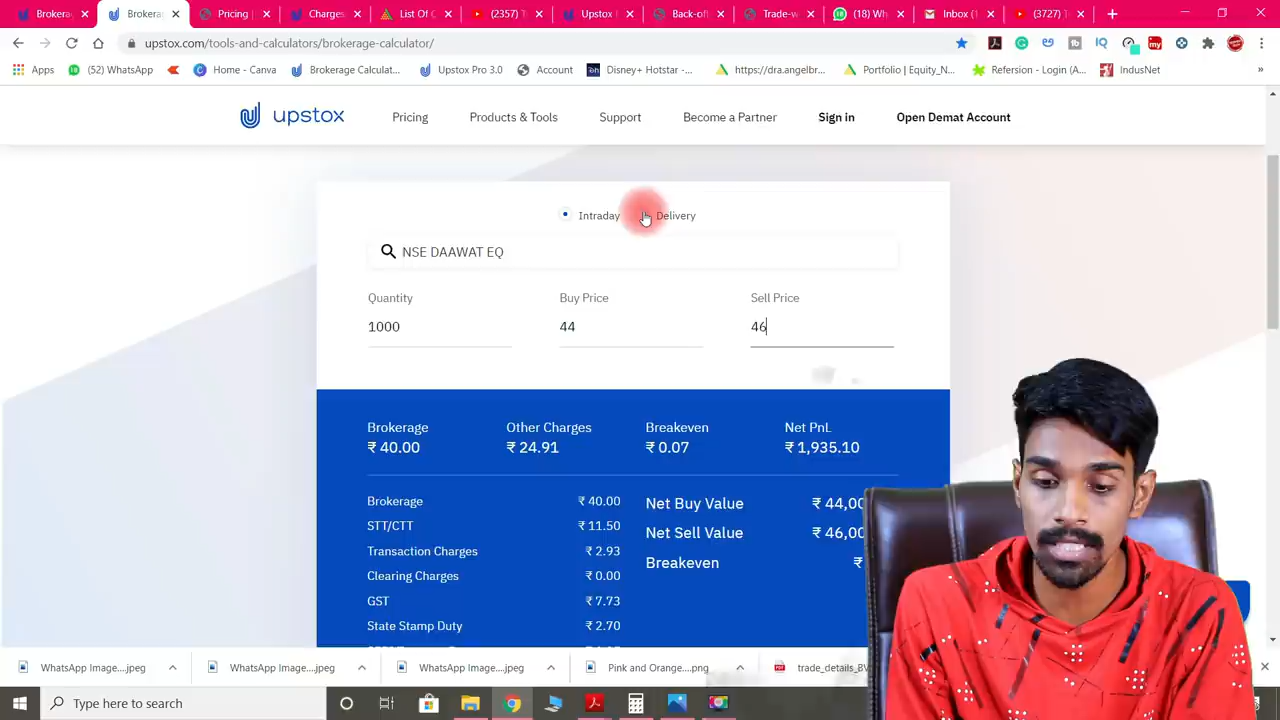 Brokerag
Brokerag
Pricing |
Charges
List Of C
(2357) T
Upstox I
Back-of
Trade-w
(18) Wh
Inbox (1
(3727) T
upstox.com/tools-and-calculators/brokerage-calculator/
Apps
(52) WhatsApp
Home - Canva
Brokerage Calculat...
Upstox Pro 3.0
Account
Disney+ Hotstar -...
https://dra.angelbr...
Portfolio | Equity_N...
Refersion - Login (A...
IndusNet
upstox
Pricing
Products & Tools
Support
Become a Partner
Sign in
Open Demat Account
Intraday
Delivery
NSE DAAWAT EQ
Quantity
Buy Price
Sell Price
1000
44
46
Brokerage
Other Charges
Breakeven
Net PnL
₹ 40.00
₹ 24.91
₹ 0.07
₹ 1,935.10
Brokerage ₹ 40.00
STT/CTT ₹ 11.50
Transaction Charges ₹ 2.93
Clearing Charges ₹ 0.00
GST ₹ 7.73
State Stamp Duty ₹ 2.70
Net Buy Value ₹ 44,00
Net Sell Value ₹ 46,00
Breakeven ₹
WhatsApp Image....jpeg
WhatsApp Image....jpeg
WhatsApp Image....jpeg
Pink and Orange....png
trade_details_BV
Type here to search